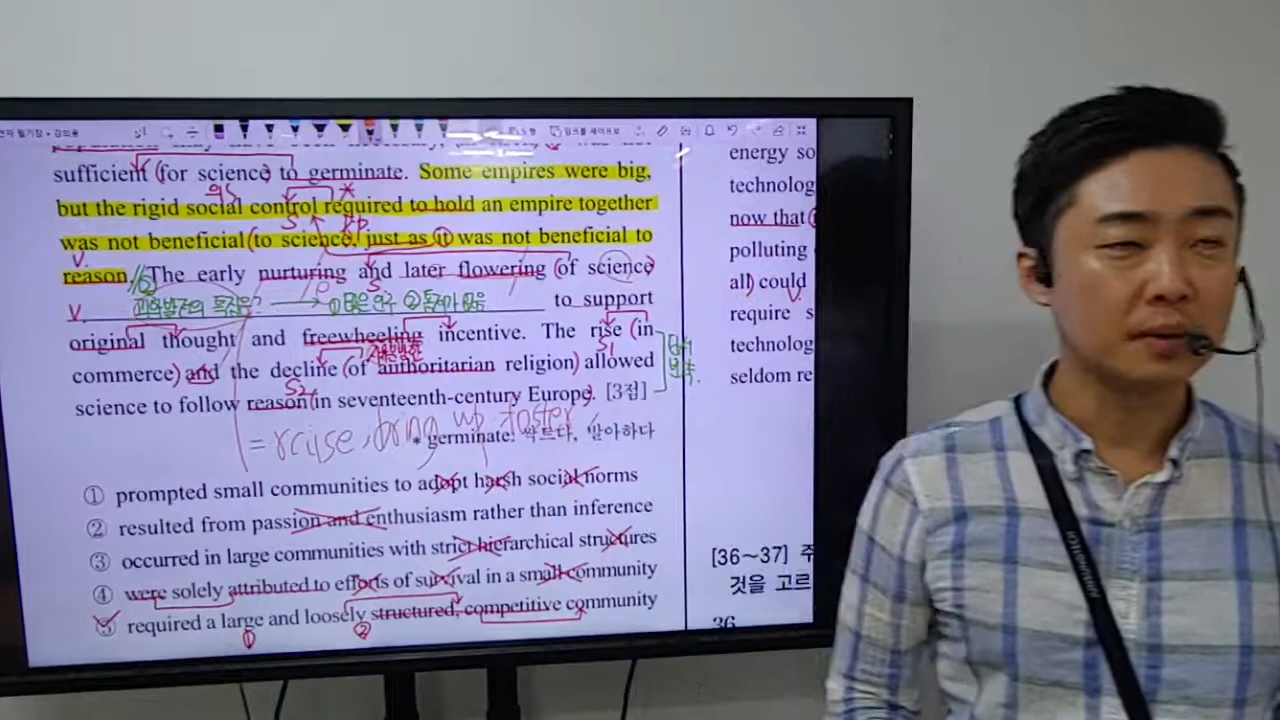 sufficient (for science) to germinate. Some empires were big,
but the rigid social control required to hold an empire together
was not beneficial (to science, just as it was not beneficial to
reason. The early nurturing and later flowering (of science)
to support
original thought and freewheeling incentive. The rise (in
commerce) and the decline (of authoritarian religion) allowed
science to follow reason (in seventeenth-century Europe). [3점]
= raise, bring up, foster
* germinate: 싹트다, 발아하다
① prompted small communities to adopt harsh social norms
② resulted from passion and enthusiasm rather than inference
③ occurred in large communities with strict hierarchical structures
④ were solely attributed to efforts of survival in a small community
⑤ required a large and loosely structured, competitive community
① ②
energy so
technolog
now that
polluting
all) could
require s
technolog
seldom re
[36~37] 주
것을 고르
36